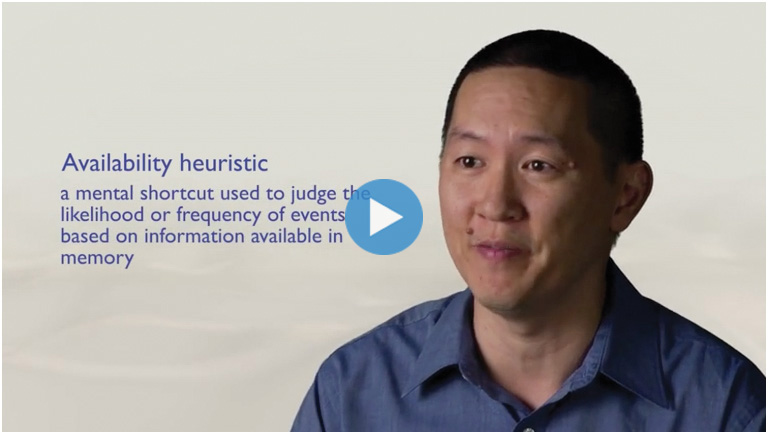 Availability heuristic
a mental shortcut used to judge the
likelihood or frequency of events
based on information available in
memory